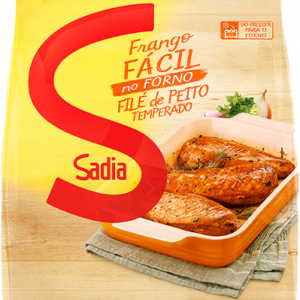 Frango
FÁCIL
no FORNO
FILÉ de PEITO
TEMPERADO
DO FREEZER
PARA O
FORNO
S
Sadia